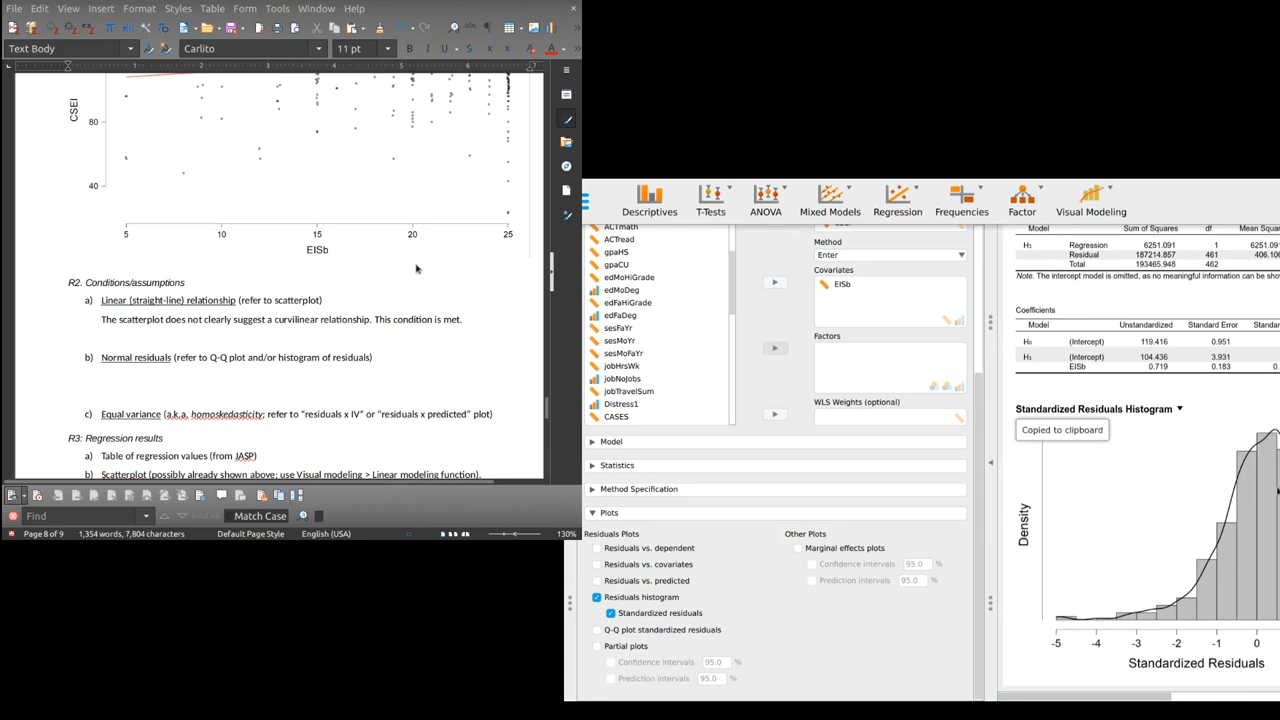 File Edit View Insert Format Styles Table Form Tools Window Help ×
Text Body Carlito 11 pt
1 2 3 4 5 6 7
CSEI
80
40
5 10 15 20 25
EISb
R2. Conditions/assumptions
a) Linear (straight-line) relationship (refer to scatterplot)
The scatterplot does not clearly suggest a curvilinear relationship. This condition is met.
b) Normal residuals (refer to Q-Q plot and/or histogram of residuals)
c) Equal variance (a.k.a. homoskedasticity; refer to "residuals x IV" or "residuals x predicted" plot)
R3: Regression results
a) Table of regression values (from JASP)
b) Scatterplot (possibly already shown above; use Visual modeling > Linear modeling function).
Find Find All Match Case
Page 8 of 9 1,354 words, 7,804 characters Default Page Style English (USA) 130%
Descriptives T-Tests ANOVA Mixed Models Regression Frequencies Factor Visual Modeling
ACTmath
ACTread
gpaHS
gpaCU
edMoHiGrade
edMoDeg
edFaHiGrade
edFaDeg
sesFaYr
sesMoYr
sesMoFaYr
jobHrsWk
jobNoJobs
jobTravelSum
Distress1
CASES
Method
Enter
Covariates
EISb
Factors
WLS Weights (optional)
Model
Statistics
Method Specification
Plots
Residuals Plots
Residuals vs. dependent
Residuals vs. covariates
Residuals vs. predicted
Residuals histogram
Standardized residuals
Q-Q plot standardized residuals
Partial plots
Confidence intervals 95.0 %
Prediction intervals 95.0 %
Other Plots
Marginal effects plots
Confidence intervals 95.0 %
Prediction intervals 95.0 %
Model Sum of Squares df Mean Squa
H₁ Regression 6251.091 1 6251.09
Residual 187214.857 461 406.106
Total 193465.948 462
Note. The intercept model is omitted, as no meaningful information can be sho
Coefficients
Model Unstandardized Standard Error Standa
H₀ (Intercept) 119.416 0.951
H₁ (Intercept) 104.436 3.931
EISb 0.719 0.183 0.
Standardized Residuals Histogram
Copied to clipboard
Density
-5 -4 -3 -2 -1 0
Standardized Residuals